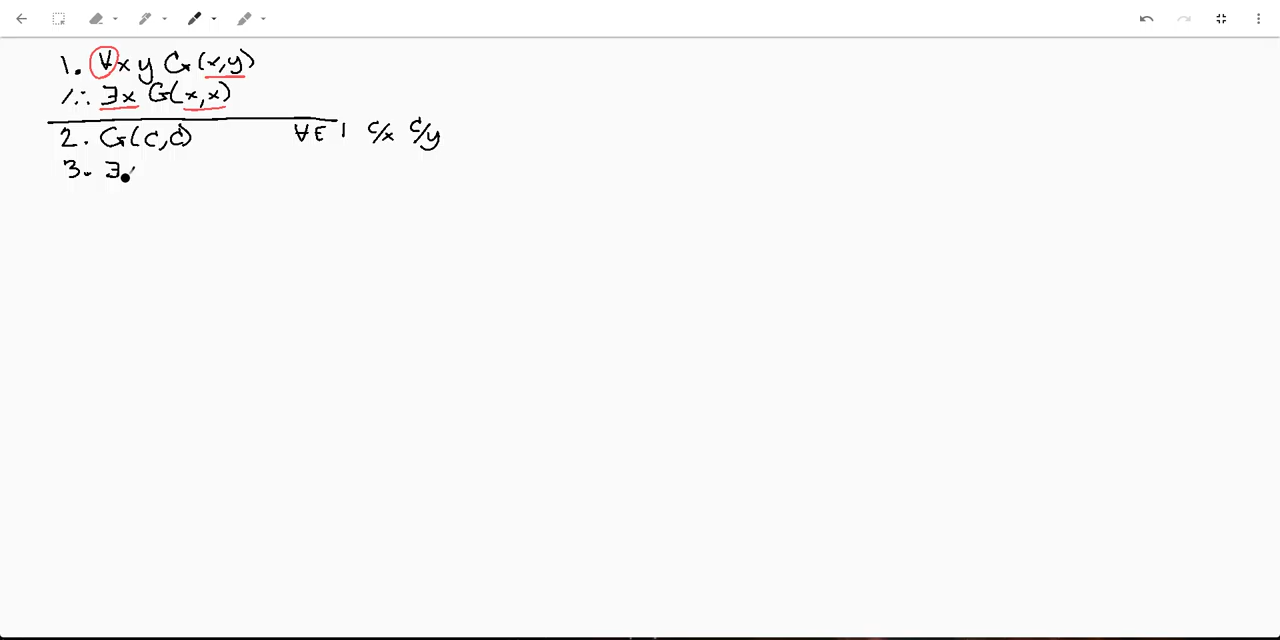 1. ∀x y G(x,y)
/∴ ∃x G(x,x)
2. G(c,c) ∀E 1 c/x c/y
3. ∃